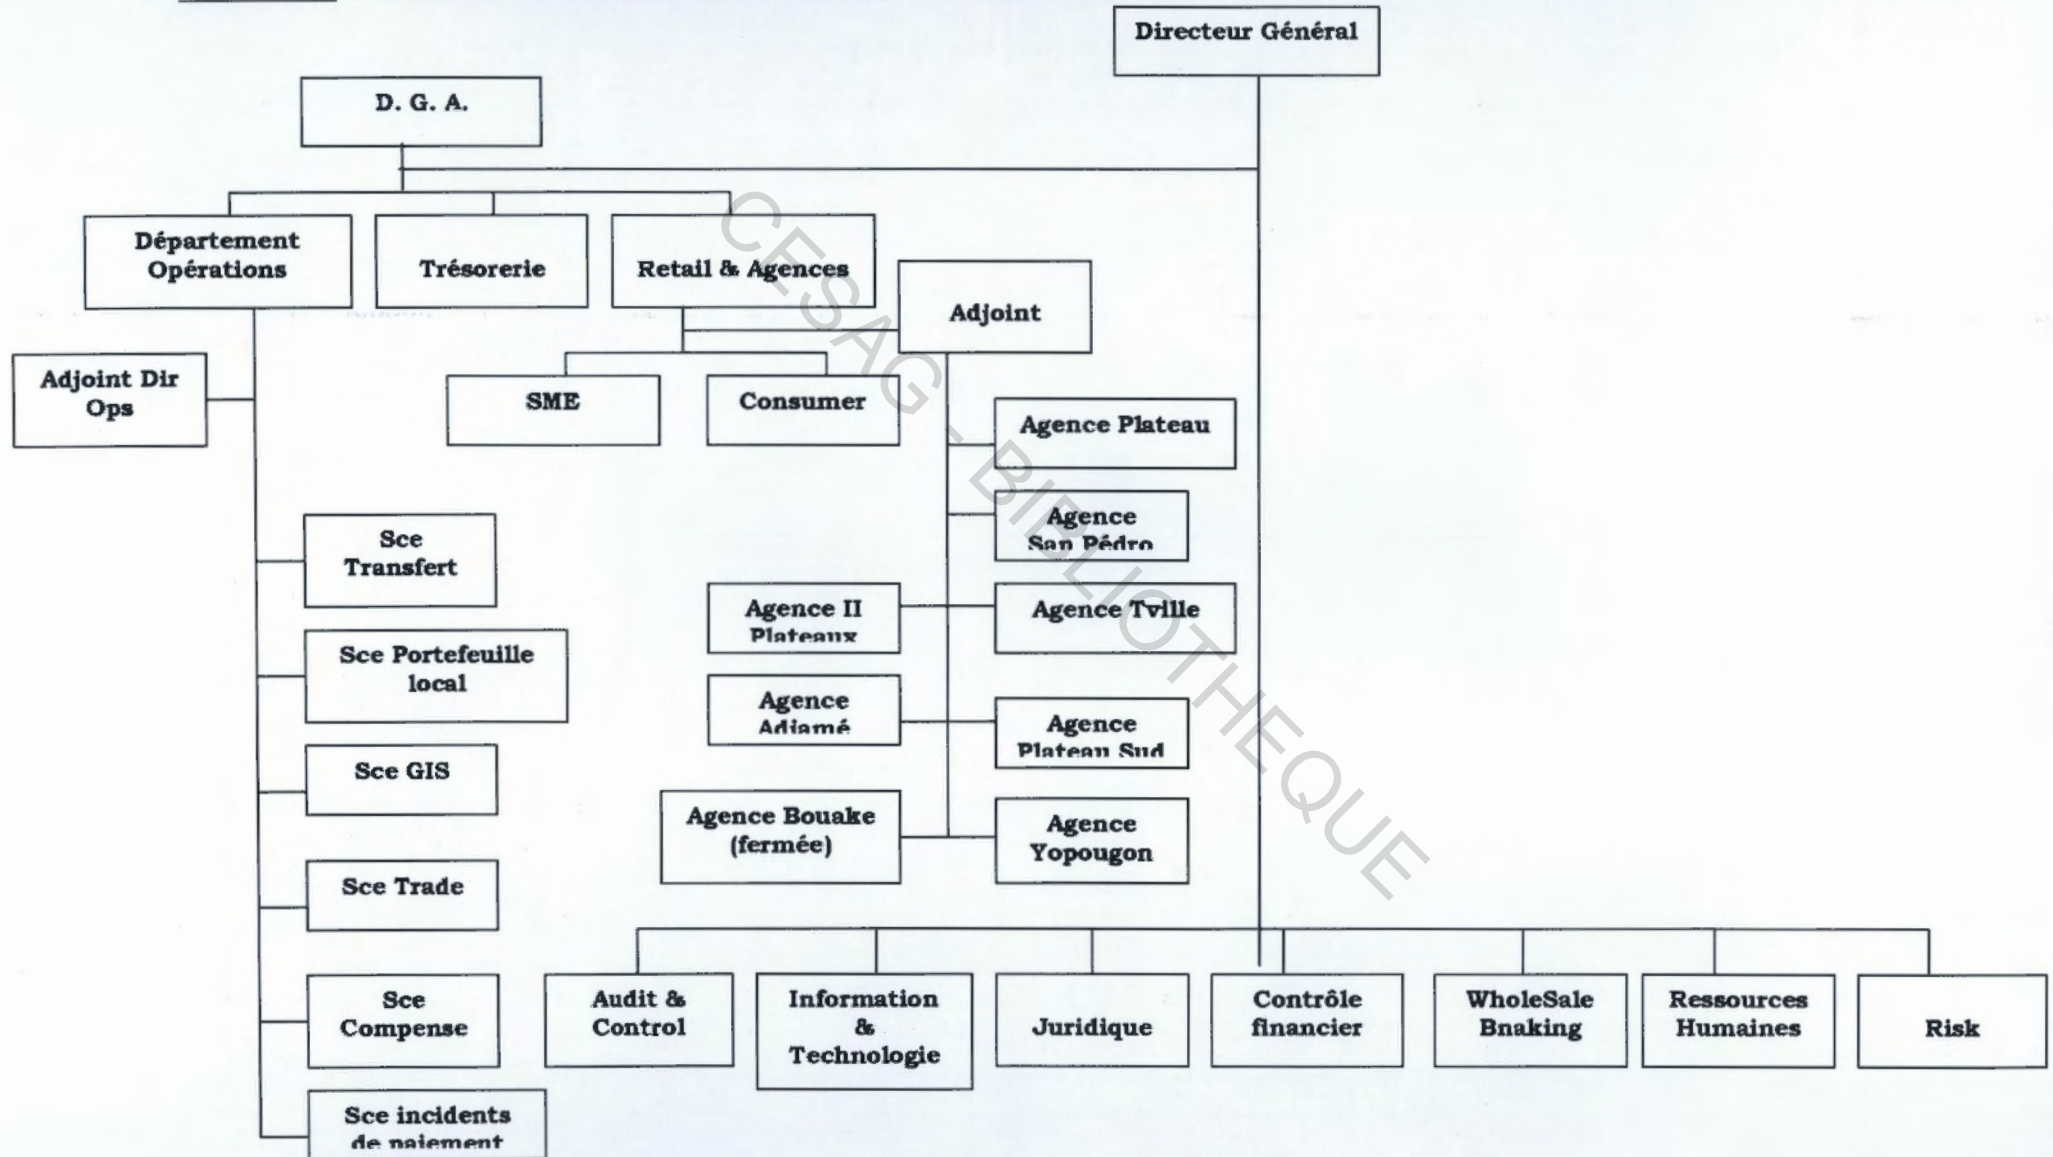 Directeur Général
D. G. A.
Département
Opérations
Trésorerie
Retail & Agences
Adjoint
Adjoint Dir
Ops
SME
Consumer
Agence Plateau
Agence
San Pédro
Agence II
Plateaux
Agence Tville
Agence
Adjamé
Agence
Plateau Sud
Agence Bouake
(fermée)
Agence
Yopougon
Sce
Transfert
Sce Portefeuille
local
Sce GIS
Sce Trade
Sce
Compense
Sce incidents
de paiement
Audit &
Control
Information
&
Technologie
Juridique
Contrôle
financier
WholeSale
Bnaking
Ressources
Humaines
Risk
CESAG - BIBLIOTHEQUE